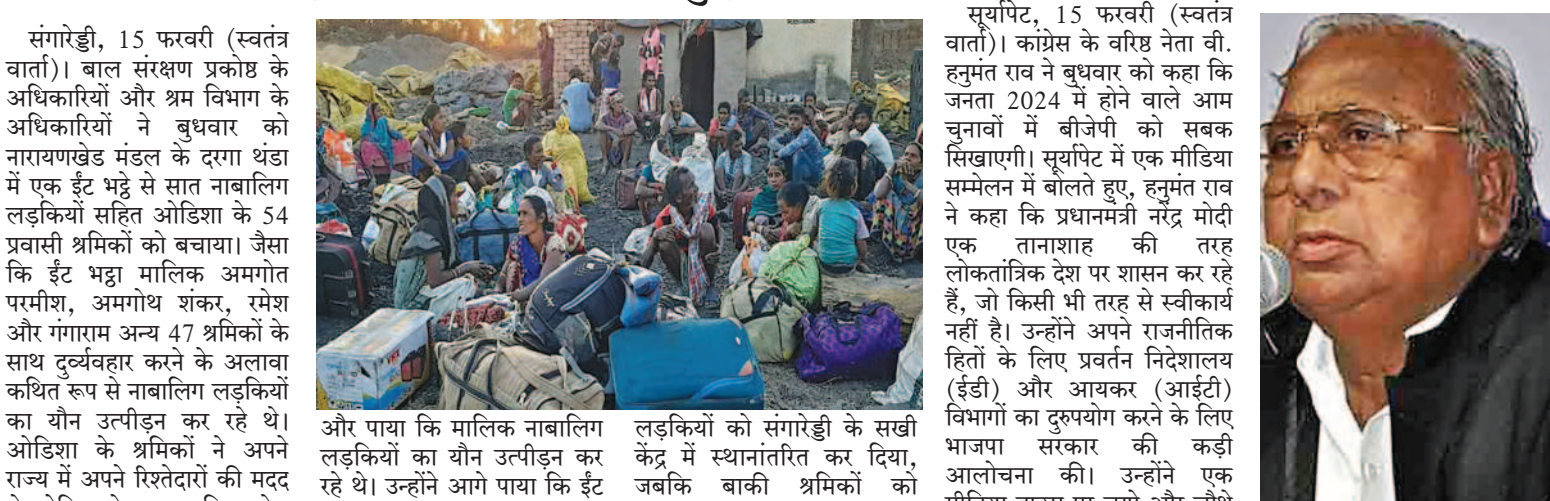 संगारेड्डी, 15 फरवरी (स्वतंत्र
वार्ता)। बाल संरक्षण प्रकोष्ठ के
अधिकारियों और श्रम विभाग के
अधिकारियों ने बुधवार को
नारायणखेड मंडल के दरगा थंडा
में एक ईंट भट्ठे से सात नाबालिग
लड़कियों सहित ओडिशा के 54
प्रवासी श्रमिकों को बचाया। जैसा
कि ईंट भट्ठा मालिक अमगोत
परमीश, अमगोथ शंकर, रमेश
और गंगाराम अन्य 47 श्रमिकों के
साथ दुर्व्यवहार करने के अलावा
कथित रूप से नाबालिग लड़कियों
का यौन उत्पीड़न कर रहे थे।
ओडिशा के श्रमिकों ने अपने
राज्य में अपने रिश्तेदारों की मदद
और पाया कि मालिक नाबालिग
लड़कियों का यौन उत्पीड़न कर
रहे थे। उन्होंने आगे पाया कि ईंट
लड़कियों को संगारेड्डी के सखी
केंद्र में स्थानांतरित कर दिया,
जबकि बाकी श्रमिकों को
सूर्यापेट, 15 फरवरी (स्वतंत्र
वार्ता)। कांग्रेस के वरिष्ठ नेता वी.
हनुमंत राव ने बुधवार को कहा कि
जनता 2024 में होने वाले आम
चुनावों में बीजेपी को सबक
सिखाएगी। सूर्यापेट में एक मीडिया
सम्मेलन में बोलते हुए, हनुमंत राव
ने कहा कि प्रधानमंत्री नरेंद्र मोदी
एक तानाशाह की तरह
लोकतांत्रिक देश पर शासन कर रहे
हैं, जो किसी भी तरह से स्वीकार्य
नहीं है। उन्होंने अपने राजनीतिक
हितों के लिए प्रवर्तन निदेशालय
(ईडी) और आयकर (आईटी)
विभागों का दुरुपयोग करने के लिए
भाजपा सरकार की कड़ी
आलोचना की। उन्होंने एक